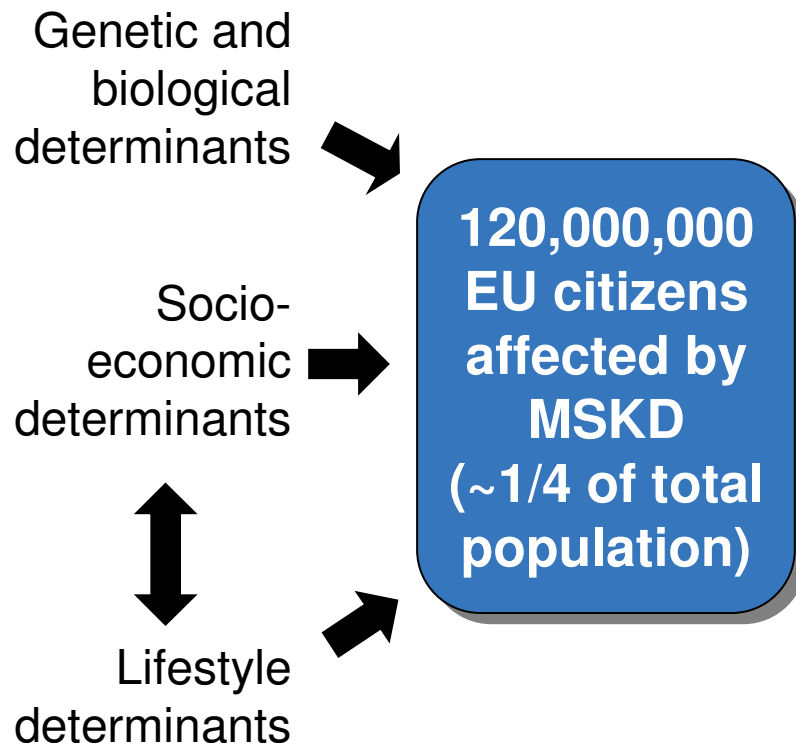 Genetic and
biological
determinants
Socio-
economic
determinants
Lifestyle
determinants
120,000,000
EU citizens
affected by
MSKD
(~1/4 of total
population)